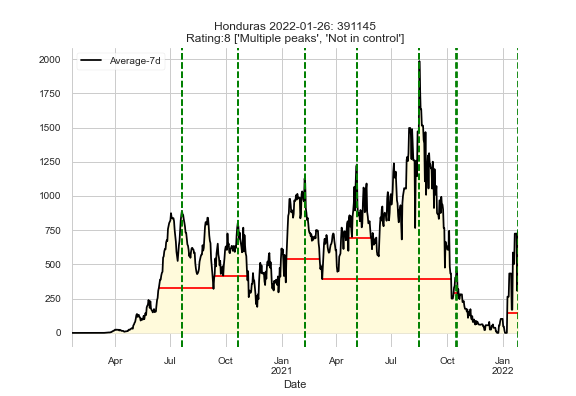 Honduras 2022-01-26: 391145
Rating:8 ['Multiple peaks', 'Not in control']
Average-7d
2000
1750
1500
1250
1000
750
500
250
0
Apr Jul Oct Jan Apr Jul Oct Jan
2021 2022
Date